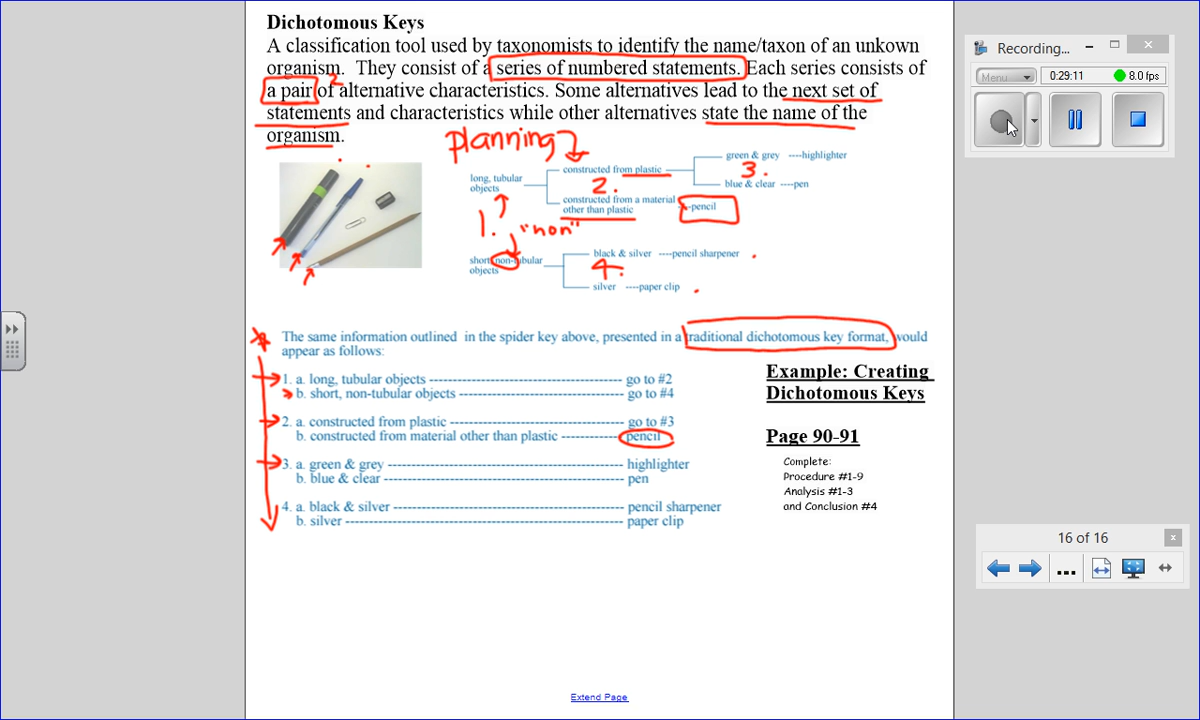 Dichotomous Keys
A classification tool used by taxonomists to identify the name/taxon of an unkown
organism. They consist of a series of numbered statements. Each series consists of
a pair of alternative characteristics. Some alternatives lead to the next set of
2
statements and characteristics while other alternatives state the name of the
organism.
planning
long, tubular
objects
1.
constructed from plastic
2.
constructed from a material
other than plastic
-pencil
green & grey ----highlighter
3.
blue & clear ----pen
"non"
short, non-tubular
objects
black & silver ----pencil sharpener
4.
silver ----paper clip
The same information outlined in the spider key above, presented in a traditional dichotomous key format, would
appear as follows:
1. a. long, tubular objects ---------------------------------------- go to #2
b. short, non-tubular objects ---------------------------------- go to #4
2. a. constructed from plastic ------------------------------------ go to #3
b. constructed from material other than plastic ------------ pencil
3. a. green & grey ------------------------------------------------- highlighter
b. blue & clear -------------------------------------------------- pen
4. a. black & silver ------------------------------------------------ pencil sharpener
b. silver ---------------------------------------------------------- paper clip
Example: Creating
Dichotomous Keys
Page 90-91
Complete:
Procedure #1-9
Analysis #1-3
and Conclusion #4
Extend Page
Recording...
Menu
0:29:11
8.0 fps
16 of 16